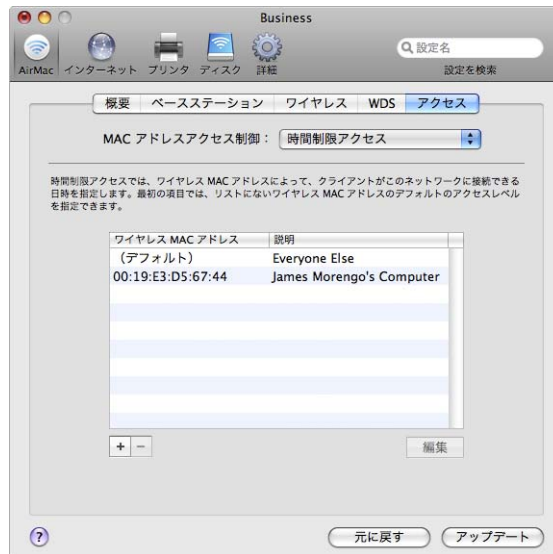 Business
設定名
AirMac インターネット プリンタ ディスク 詳細 設定を検索
概要 ベースステーション ワイヤレス WDS アクセス
MAC アドレスアクセス制御： 時間制限アクセス
時間制限アクセスでは、ワイヤレス MAC アドレスによって、クライアントがこのネットワークに接続できる
日時を指定します。最初の項目では、リストにないワイヤレス MAC アドレスのデフォルトのアクセスレベル
を指定できます。
ワイヤレス MAC アドレス 説明
（デフォルト） Everyone Else
00:19:E3:D5:67:44 James Morengo's Computer
+ −
編集
? 元に戻す アップデート